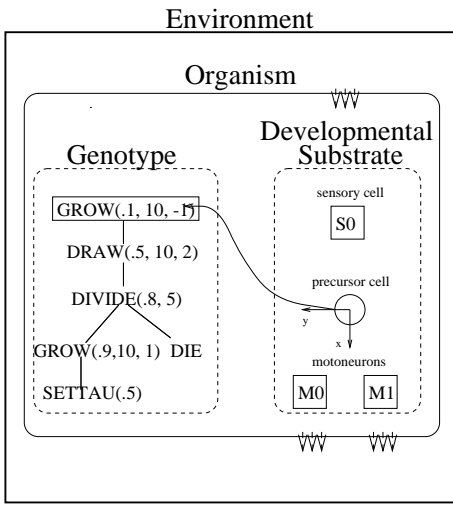 Environment
Organism
Genotype
GROW(.1, 10, -1)
DRAW(.5, 10, 2)
DIVIDE(.8, 5)
GROW(.9,10, 1) DIE
SETTAU(.5)
Developmental
Substrate
sensory cell
S0
precursor cell
y
x
motoneurons
M0 M1